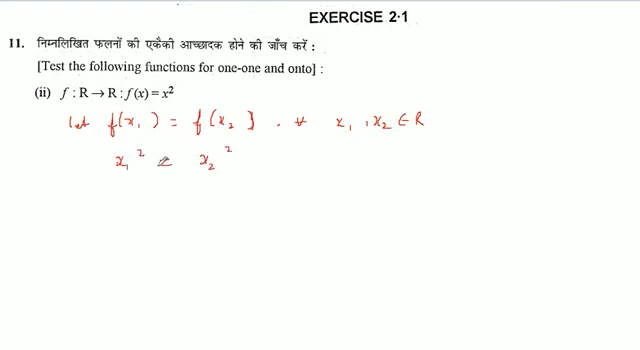 EXERCISE 2·1
11. निम्नलिखित फलनों की एकैकी आच्छादक होने की जाँच करें :
[Test the following functions for one-one and onto] :
(ii) f : R → R : f(x) = x²
let f(x₁) = f(x₂) . ∀ x₁, x₂ ∈ R
x₁² = x₂²